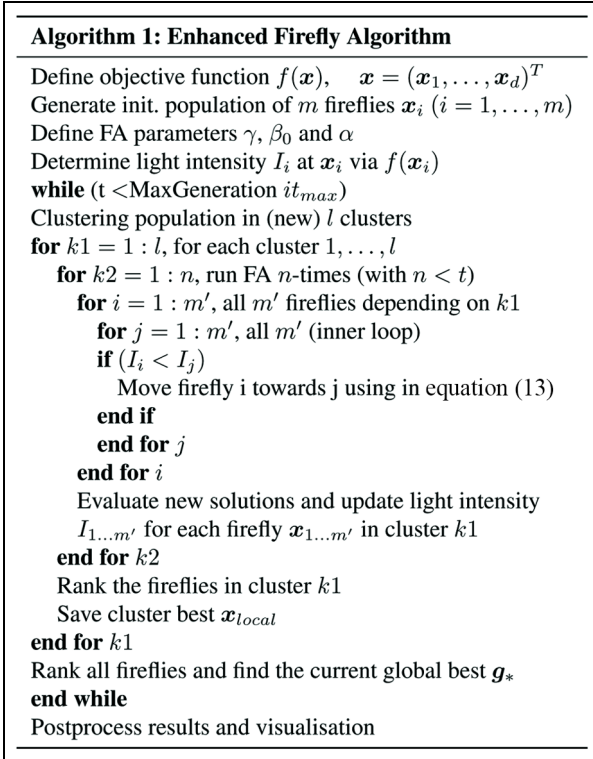 Algorithm 1: Enhanced Firefly Algorithm
Define objective function f(x), x = (x₁, . . . , x_d)ᵀ
Generate init. population of m fireflies xᵢ (i = 1, . . . , m)
Define FA parameters γ, β₀ and α
Determine light intensity Iᵢ at xᵢ via f(xᵢ)
while (t <MaxGeneration it_max)
Clustering population in (new) l clusters
for k1 = 1 : l, for each cluster 1, . . . , l
for k2 = 1 : n, run FA n-times (with n < t)
for i = 1 : m′, all m′ fireflies depending on k1
for j = 1 : m′, all m′ (inner loop)
if (Iᵢ < Iⱼ)
Move firefly i towards j using in equation (13)
end if
end for j
end for i
Evaluate new solutions and update light intensity
I₁...m′ for each firefly x₁...m′ in cluster k1
end for k2
Rank the fireflies in cluster k1
Save cluster best x_local
end for k1
Rank all fireflies and find the current global best g*
end while
Postprocess results and visualisation